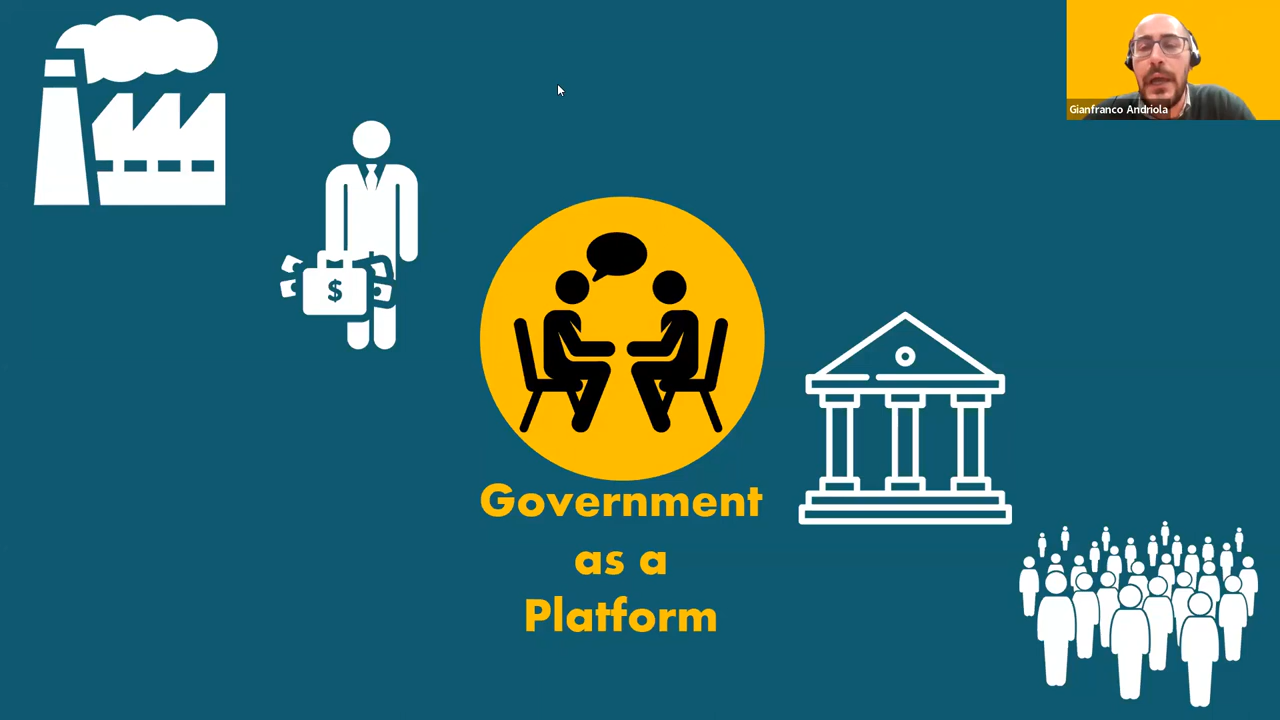 Gianfranco Andriola
$
Government
as a
Platform